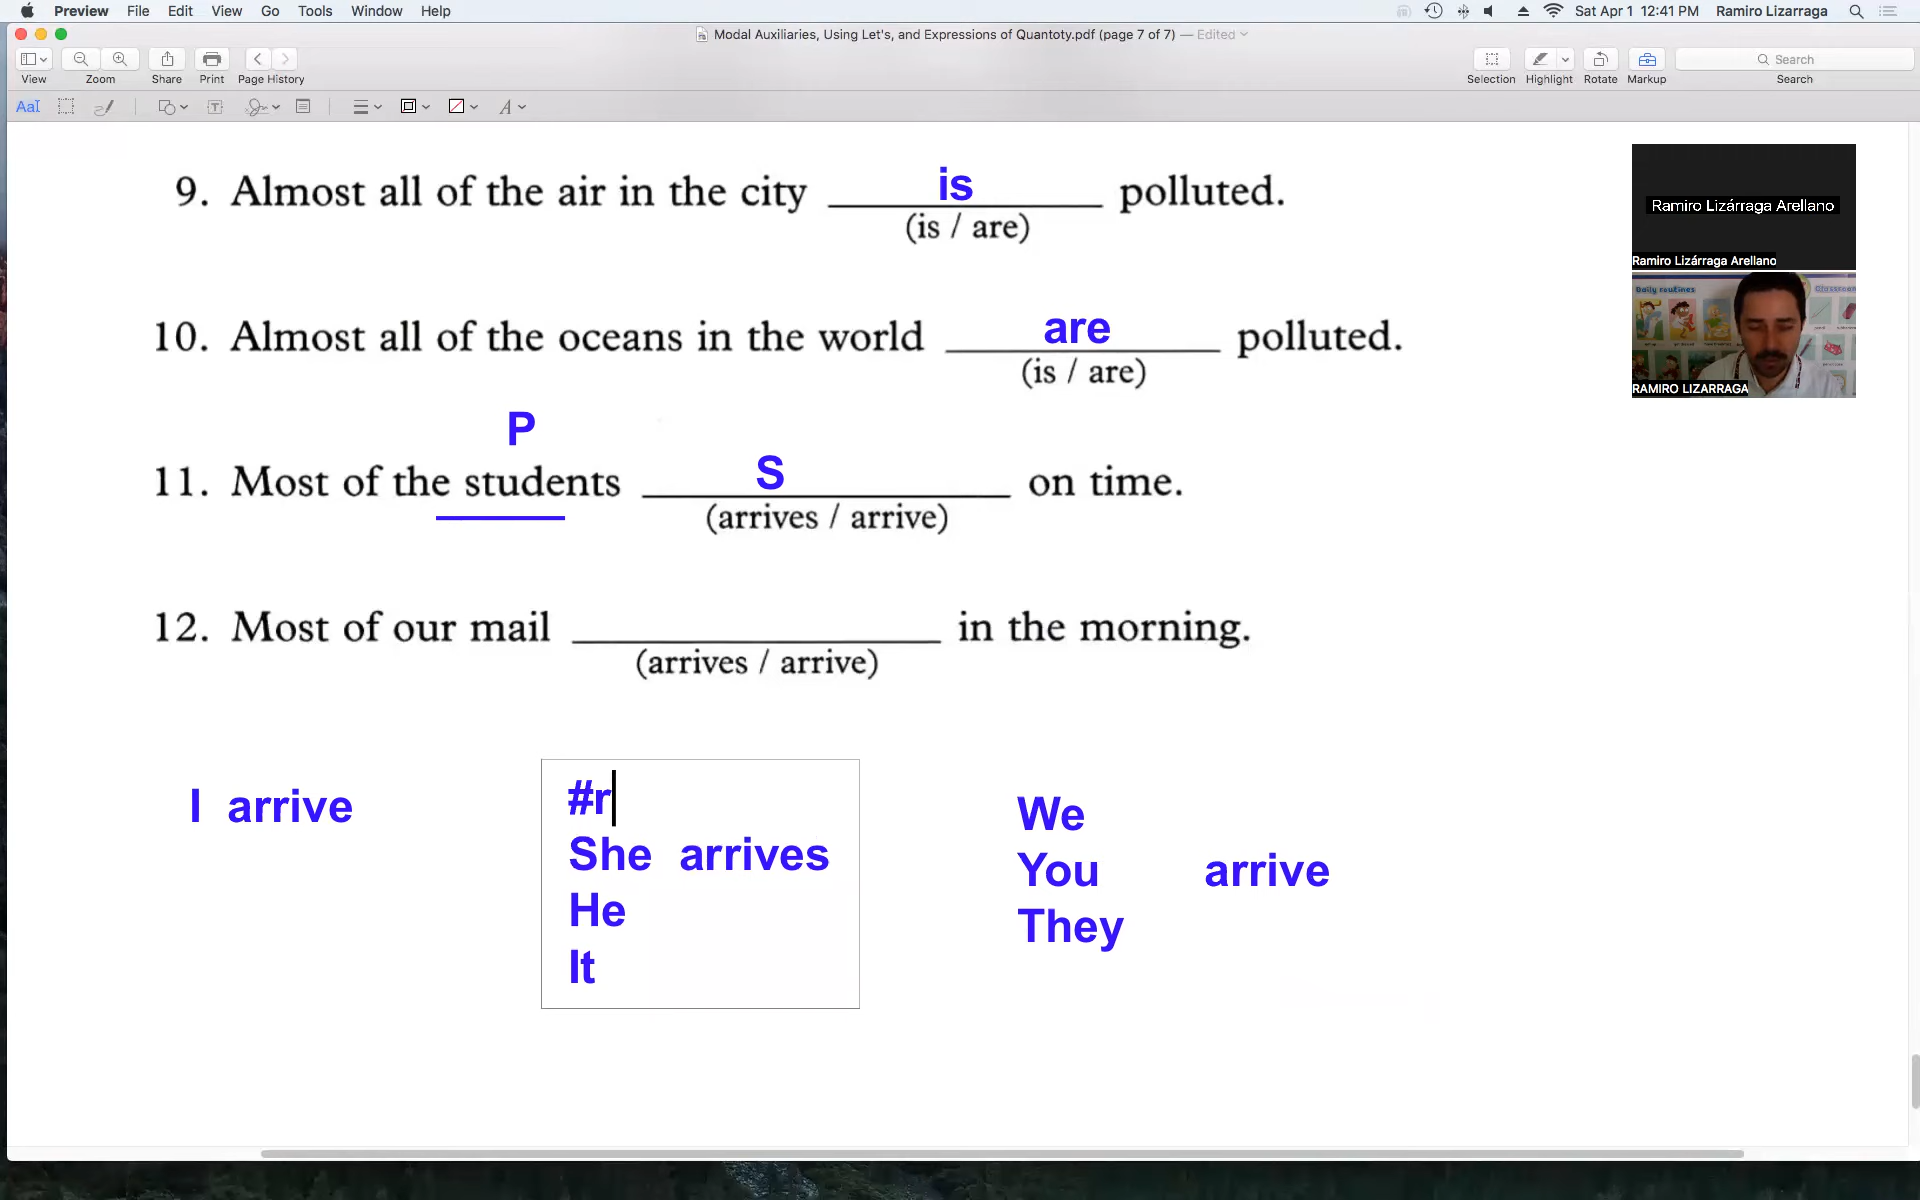 Preview File Edit View Go Tools Window Help Sat Apr 1 12:41 PM Ramiro Lizarraga
Modal Auxiliaries, Using Let's, and Expressions of Quantoty.pdf (page 7 of 7) — Edited
View Zoom Share Print Page History Selection Highlight Rotate Markup Search
Search
AaI A
9. Almost all of the air in the city is polluted.
(is / are)
10. Almost all of the oceans in the world are polluted.
(is / are)
P
11. Most of the students S on time.
(arrives / arrive)
12. Most of our mail in the morning.
(arrives / arrive)
I arrive
#r
She arrives
He
It
We
You arrive
They
Ramiro Lizárraga Arellano
Ramiro Lizárraga Arellano
Daily routines
RAMIRO LIZARRAGA